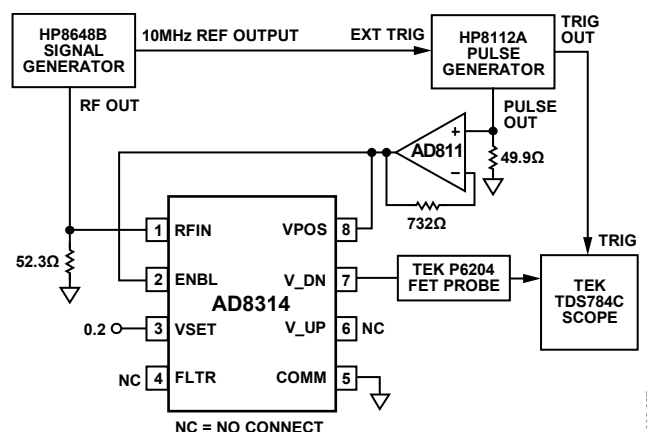 HP8648B
SIGNAL
GENERATOR
10MHz REF OUTPUT
EXT TRIG
HP8112A
PULSE
GENERATOR
TRIG
OUT
RF OUT
PULSE
OUT
+
AD811
–
49.9Ω
732Ω
52.3Ω
1 RFIN
VPOS 8
2 ENBL
V_DN 7
AD8314
0.2
3 VSET
V_UP 6 NC
NC 4 FLTR
COMM 5
TEK P6204
FET PROBE
TRIG
TEK
TDS784C
SCOPE
NC = NO CONNECT